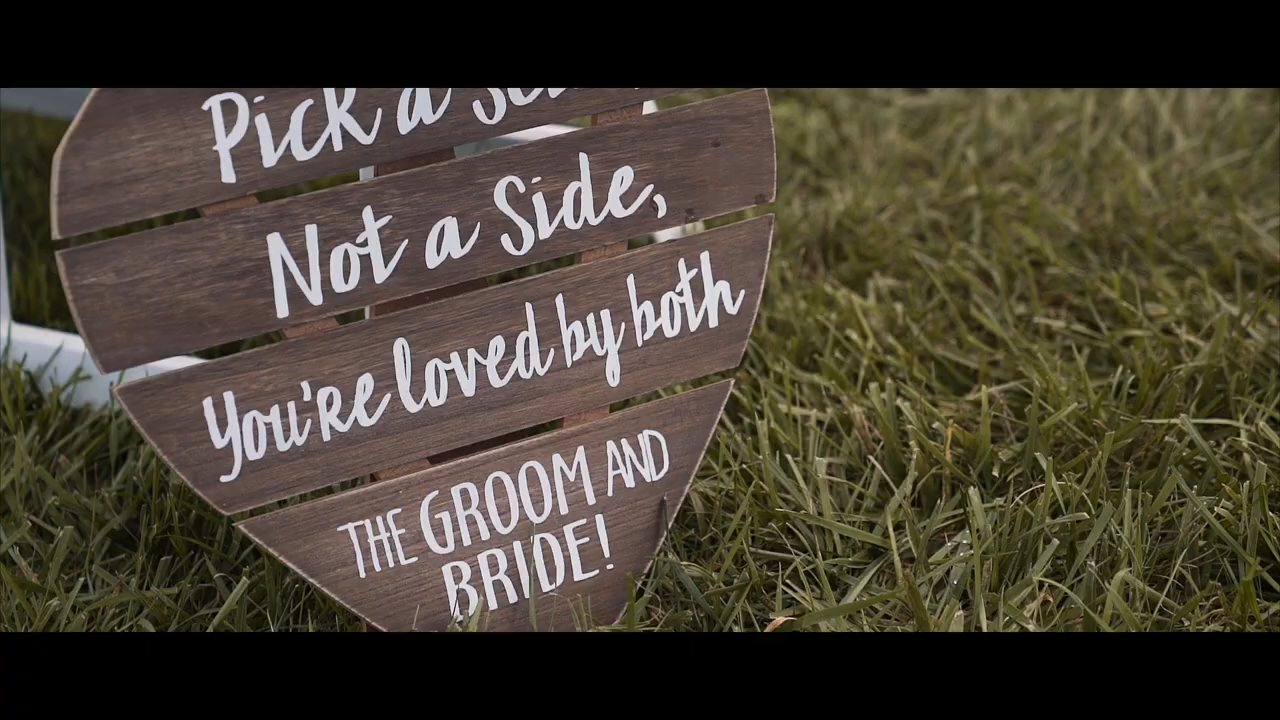 Pick a
Not a Side,
You're loved by both
THE GROOM AND
BRIDE!